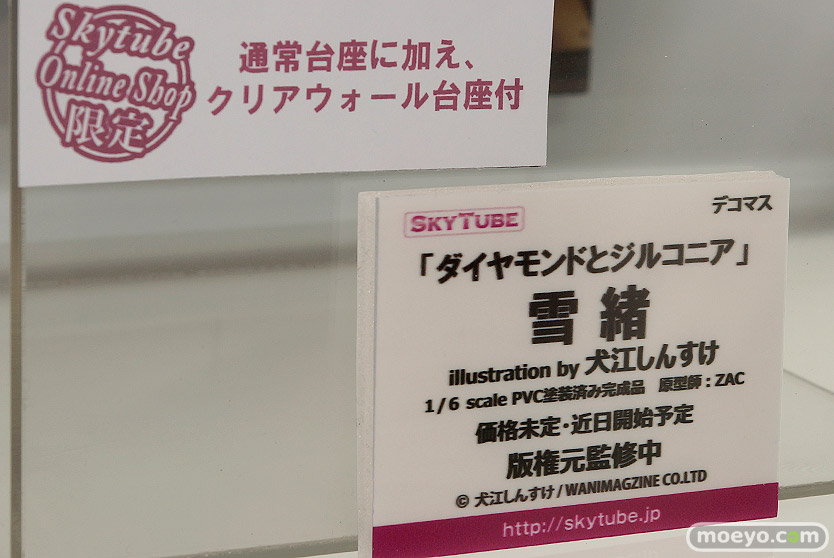 Skytube
Online Shop
限定
通常台座に加え、
クリアウォール台座付
SKYTUBE
デコマス
「ダイヤモンドとジルコニア」
雪緒
illustration by 犬江しんすけ
1/6 scale PVC塗装済み完成品 原型師：ZAC
価格未定・近日開始予定
版権元監修中
© 犬江しんすけ / WANIMAGZINE CO.LTD
http://skytube.jp
moeyo.com